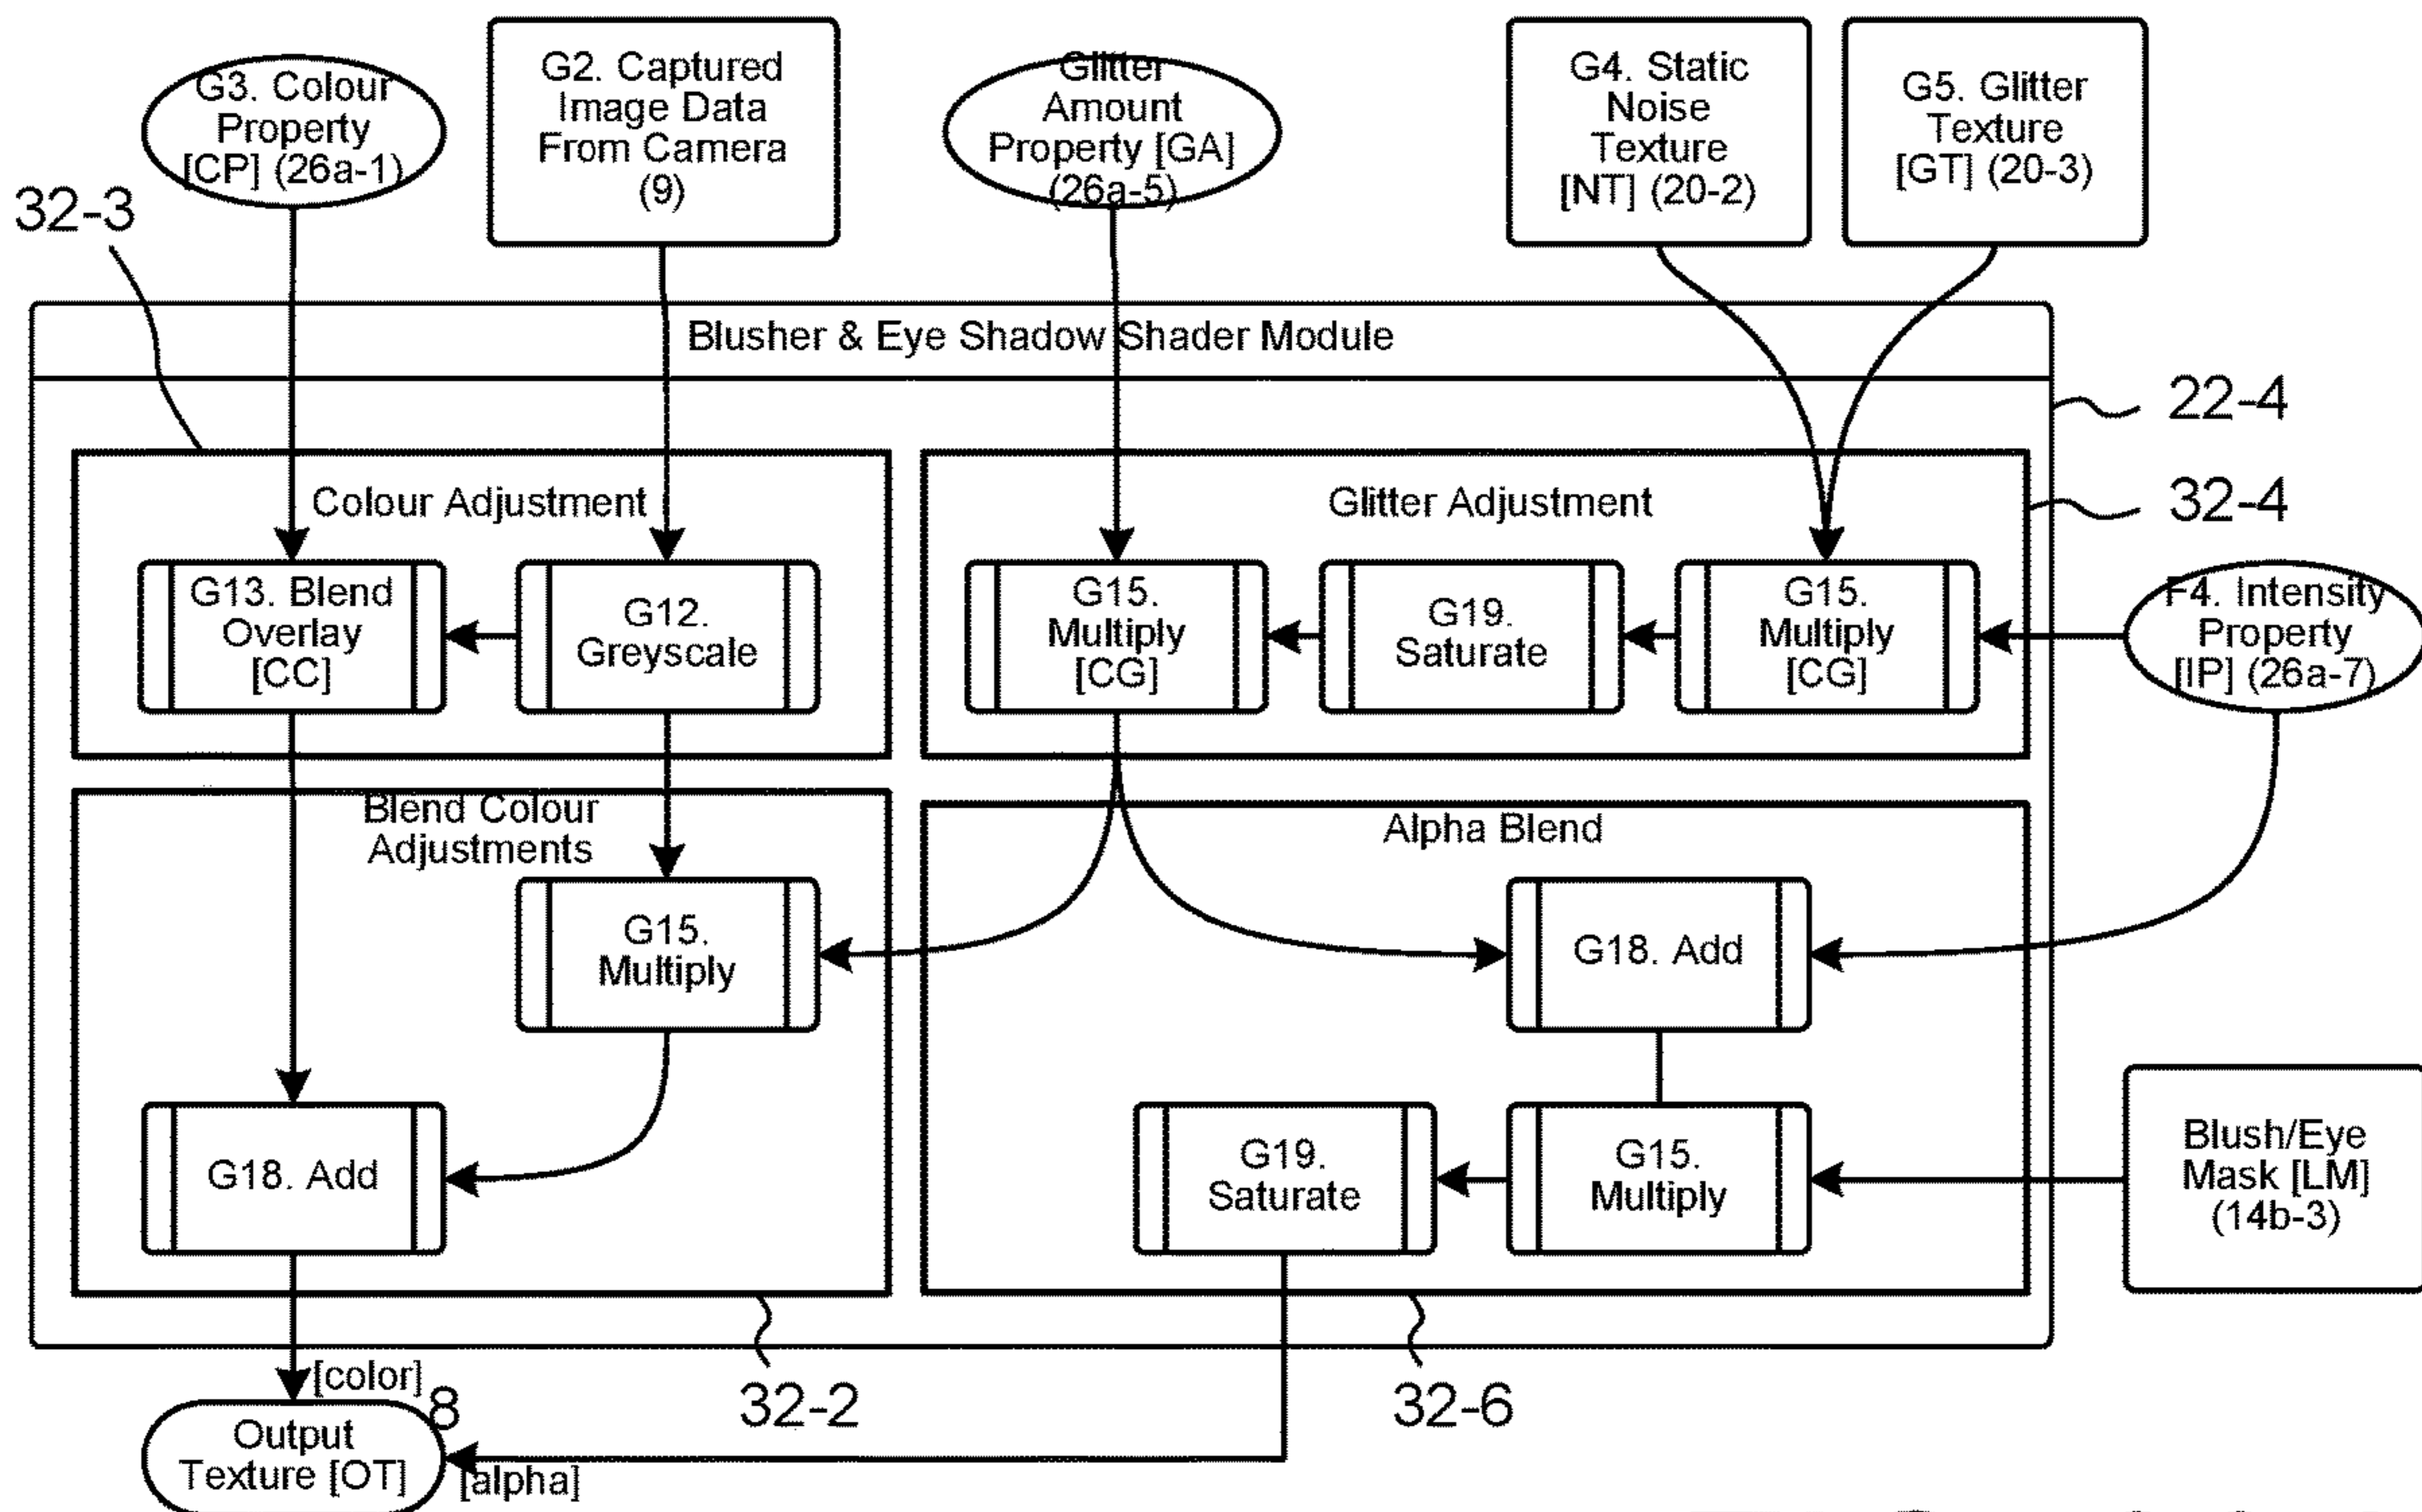 G3. Colour
Property
[CP] (26a-1)
G2. Captured
Image Data
From Camera
(9)
Glitter
Amount
Property [GA]
(26a-5)
G4. Static
Noise
Texture
[NT] (20-2)
G5. Glitter
Texture
[GT] (20-3)
32-3
Blusher & Eye Shadow Shader Module
22-4
Colour Adjustment
Glitter Adjustment
32-4
G13. Blend
Overlay
[CC]
G12.
Greyscale
G15.
Multiply
[CG]
G19.
Saturate
G15.
Multiply
[CG]
F4. Intensity
Property
[IP] (26a-7)
Blend Colour
Adjustments
Alpha Blend
G15.
Multiply
G18. Add
G18. Add
G19.
Saturate
G15.
Multiply
Blush/Eye
Mask [LM]
(14b-3)
[color]
8
32-2
32-6
Output
Texture [OT]
[alpha]